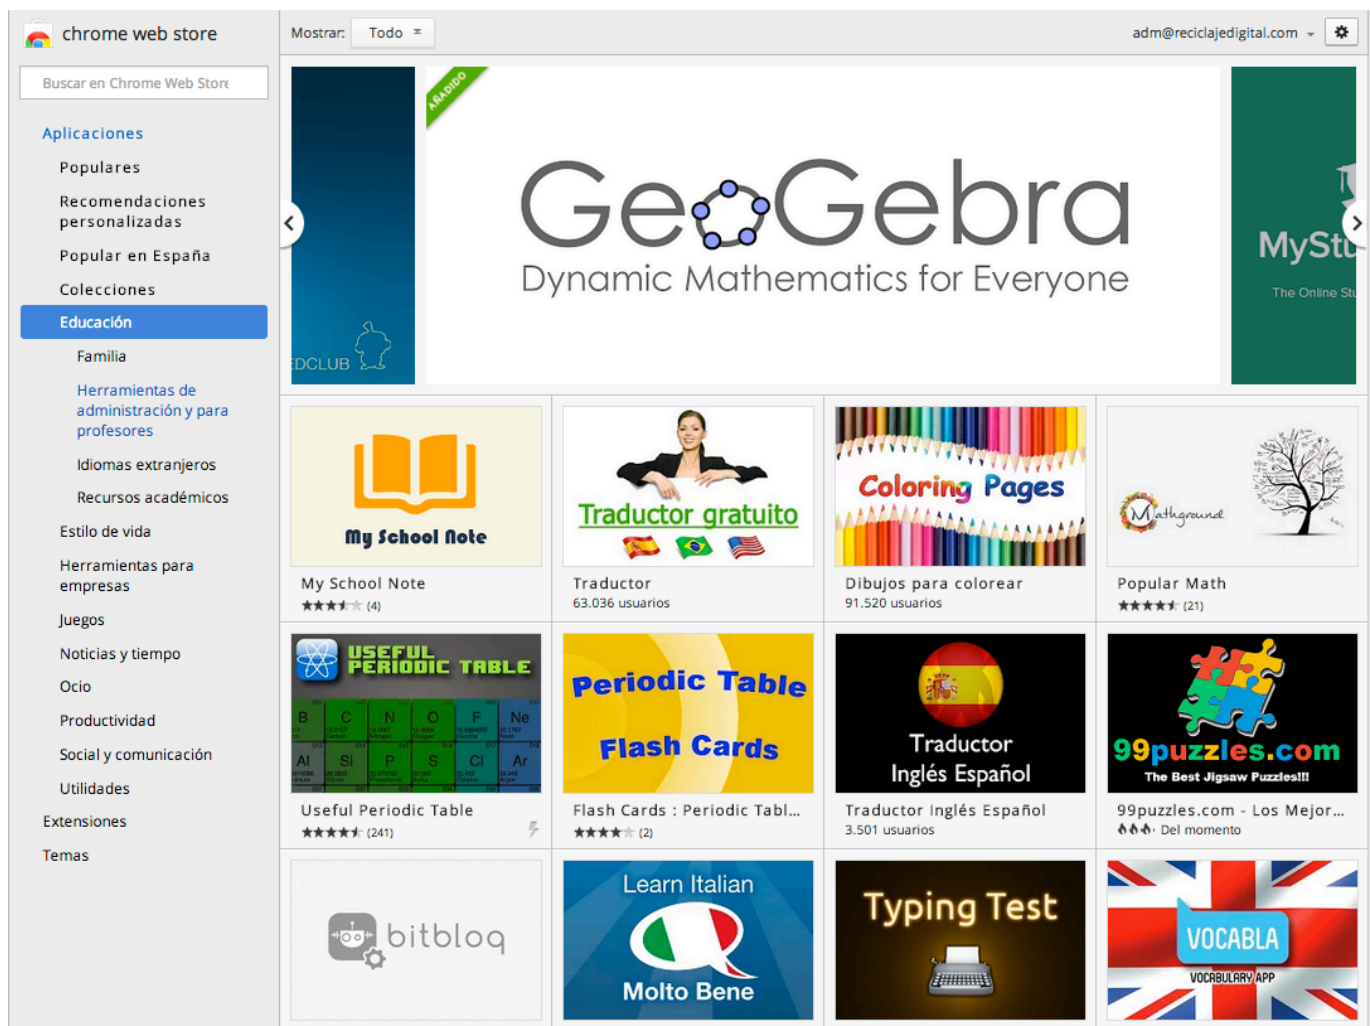 chrome web store
Mostrar:
Todo
adm@reciclajedigital.com
Buscar en Chrome Web Store
Aplicaciones
Populares
Recomendaciones
personalizadas
Popular en España
Colecciones
Educación
Familia
Herramientas de
administración y para
profesores
Idiomas extranjeros
Recursos académicos
Estilo de vida
Herramientas para
empresas
Juegos
Noticias y tiempo
Ocio
Productividad
Social y comunicación
Utilidades
Extensiones
Temas
EDCLUB
AÑADIDO
GeoGebra
Dynamic Mathematics for Everyone
MyStu
The Online Stu
My School Note
My School Note
(4)
Traductor gratuito
Traductor
63.036 usuarios
Coloring Pages
Dibujos para colorear
91.520 usuarios
Mathground
Popular Math
(21)
USEFUL
PERIODIC TABLE
B C N O F Ne
Al Si P S Cl Ar
Useful Periodic Table
(241)
Periodic Table
Flash Cards
Flash Cards : Periodic Tabl...
(2)
Traductor
Inglés Español
Traductor Inglés Español
3.501 usuarios
99puzzles.com
The Best Jigsaw Puzzles!!!
99puzzles.com - Los Mejor...
Del momento
bitbloq
Learn Italian
Molto Bene
Typing Test
VOCABLA
VOCABULARY APP